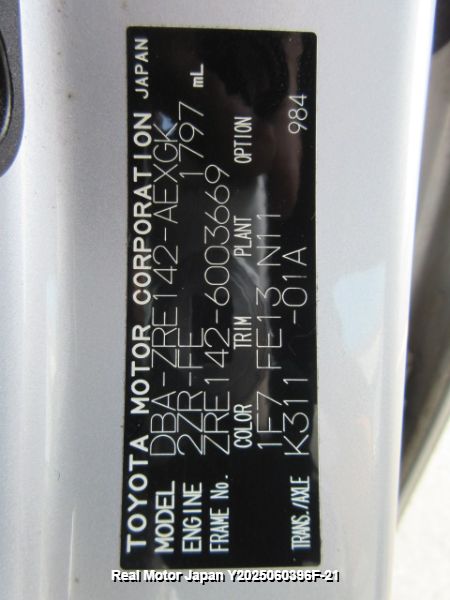 TOYOTA MOTOR CORPORATION JAPAN
MODEL DBA-ZRE142-AEXGK
ENGINE 2ZR-FE 1797 mL
FRAME No. ZRE142-6003669
COLOR TRIM PLANT OPTION
1F7 FE13 N11
TRANS./AXLE K311 -01A 984
Real Motor Japan Y2025060396F-21